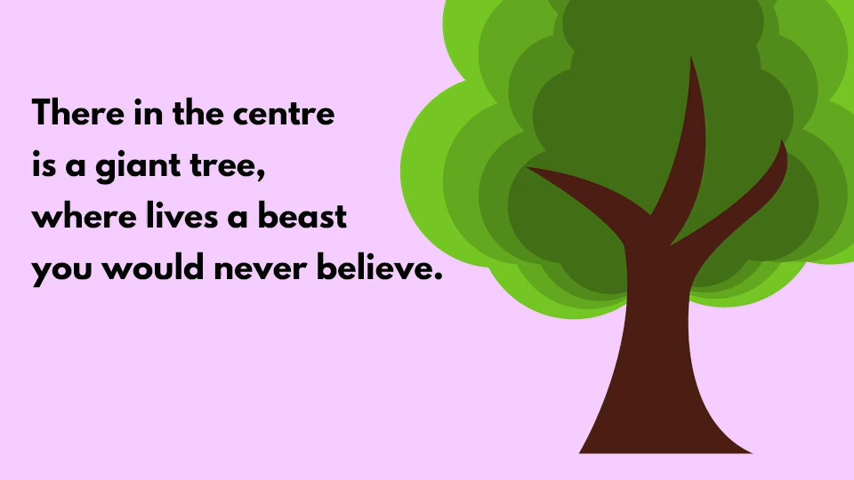 There in the centre
is a giant tree,
where lives a beast
you would never believe.